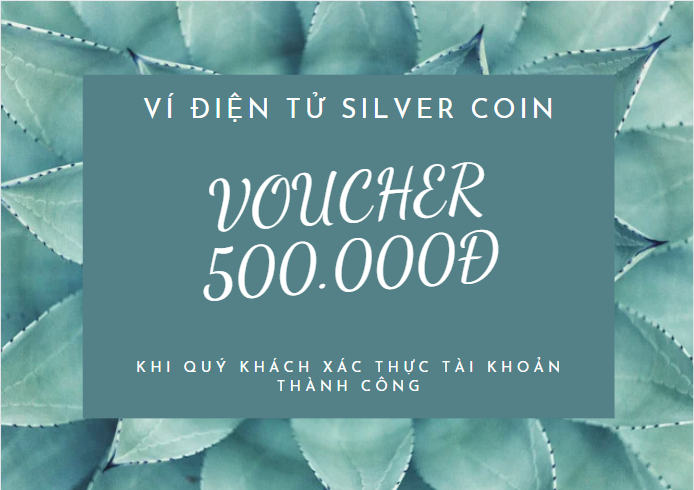 VÍ ĐIỆN TỬ SILVER COIN
VOUCHER
500.000Đ
KHI QUÝ KHÁCH XÁC THỰC TÀI KHOẢN
THÀNH CÔNG